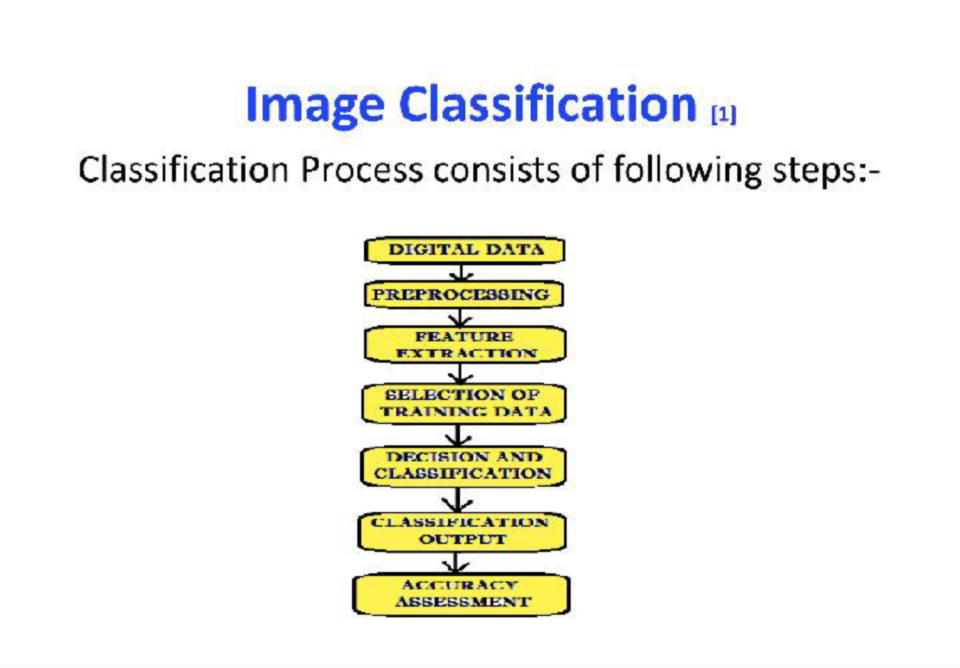 Image Classification [1]
Classification Process consists of following steps:-
DIGITAL DATA
PREPROCESSING
FEATURE
EXTRACTION
SELECTION OF
TRAINING DATA
DECISION AND
CLASSIFICATION
CLASSIFICATION
OUTPUT
ACCURACY
ASSESSMENT